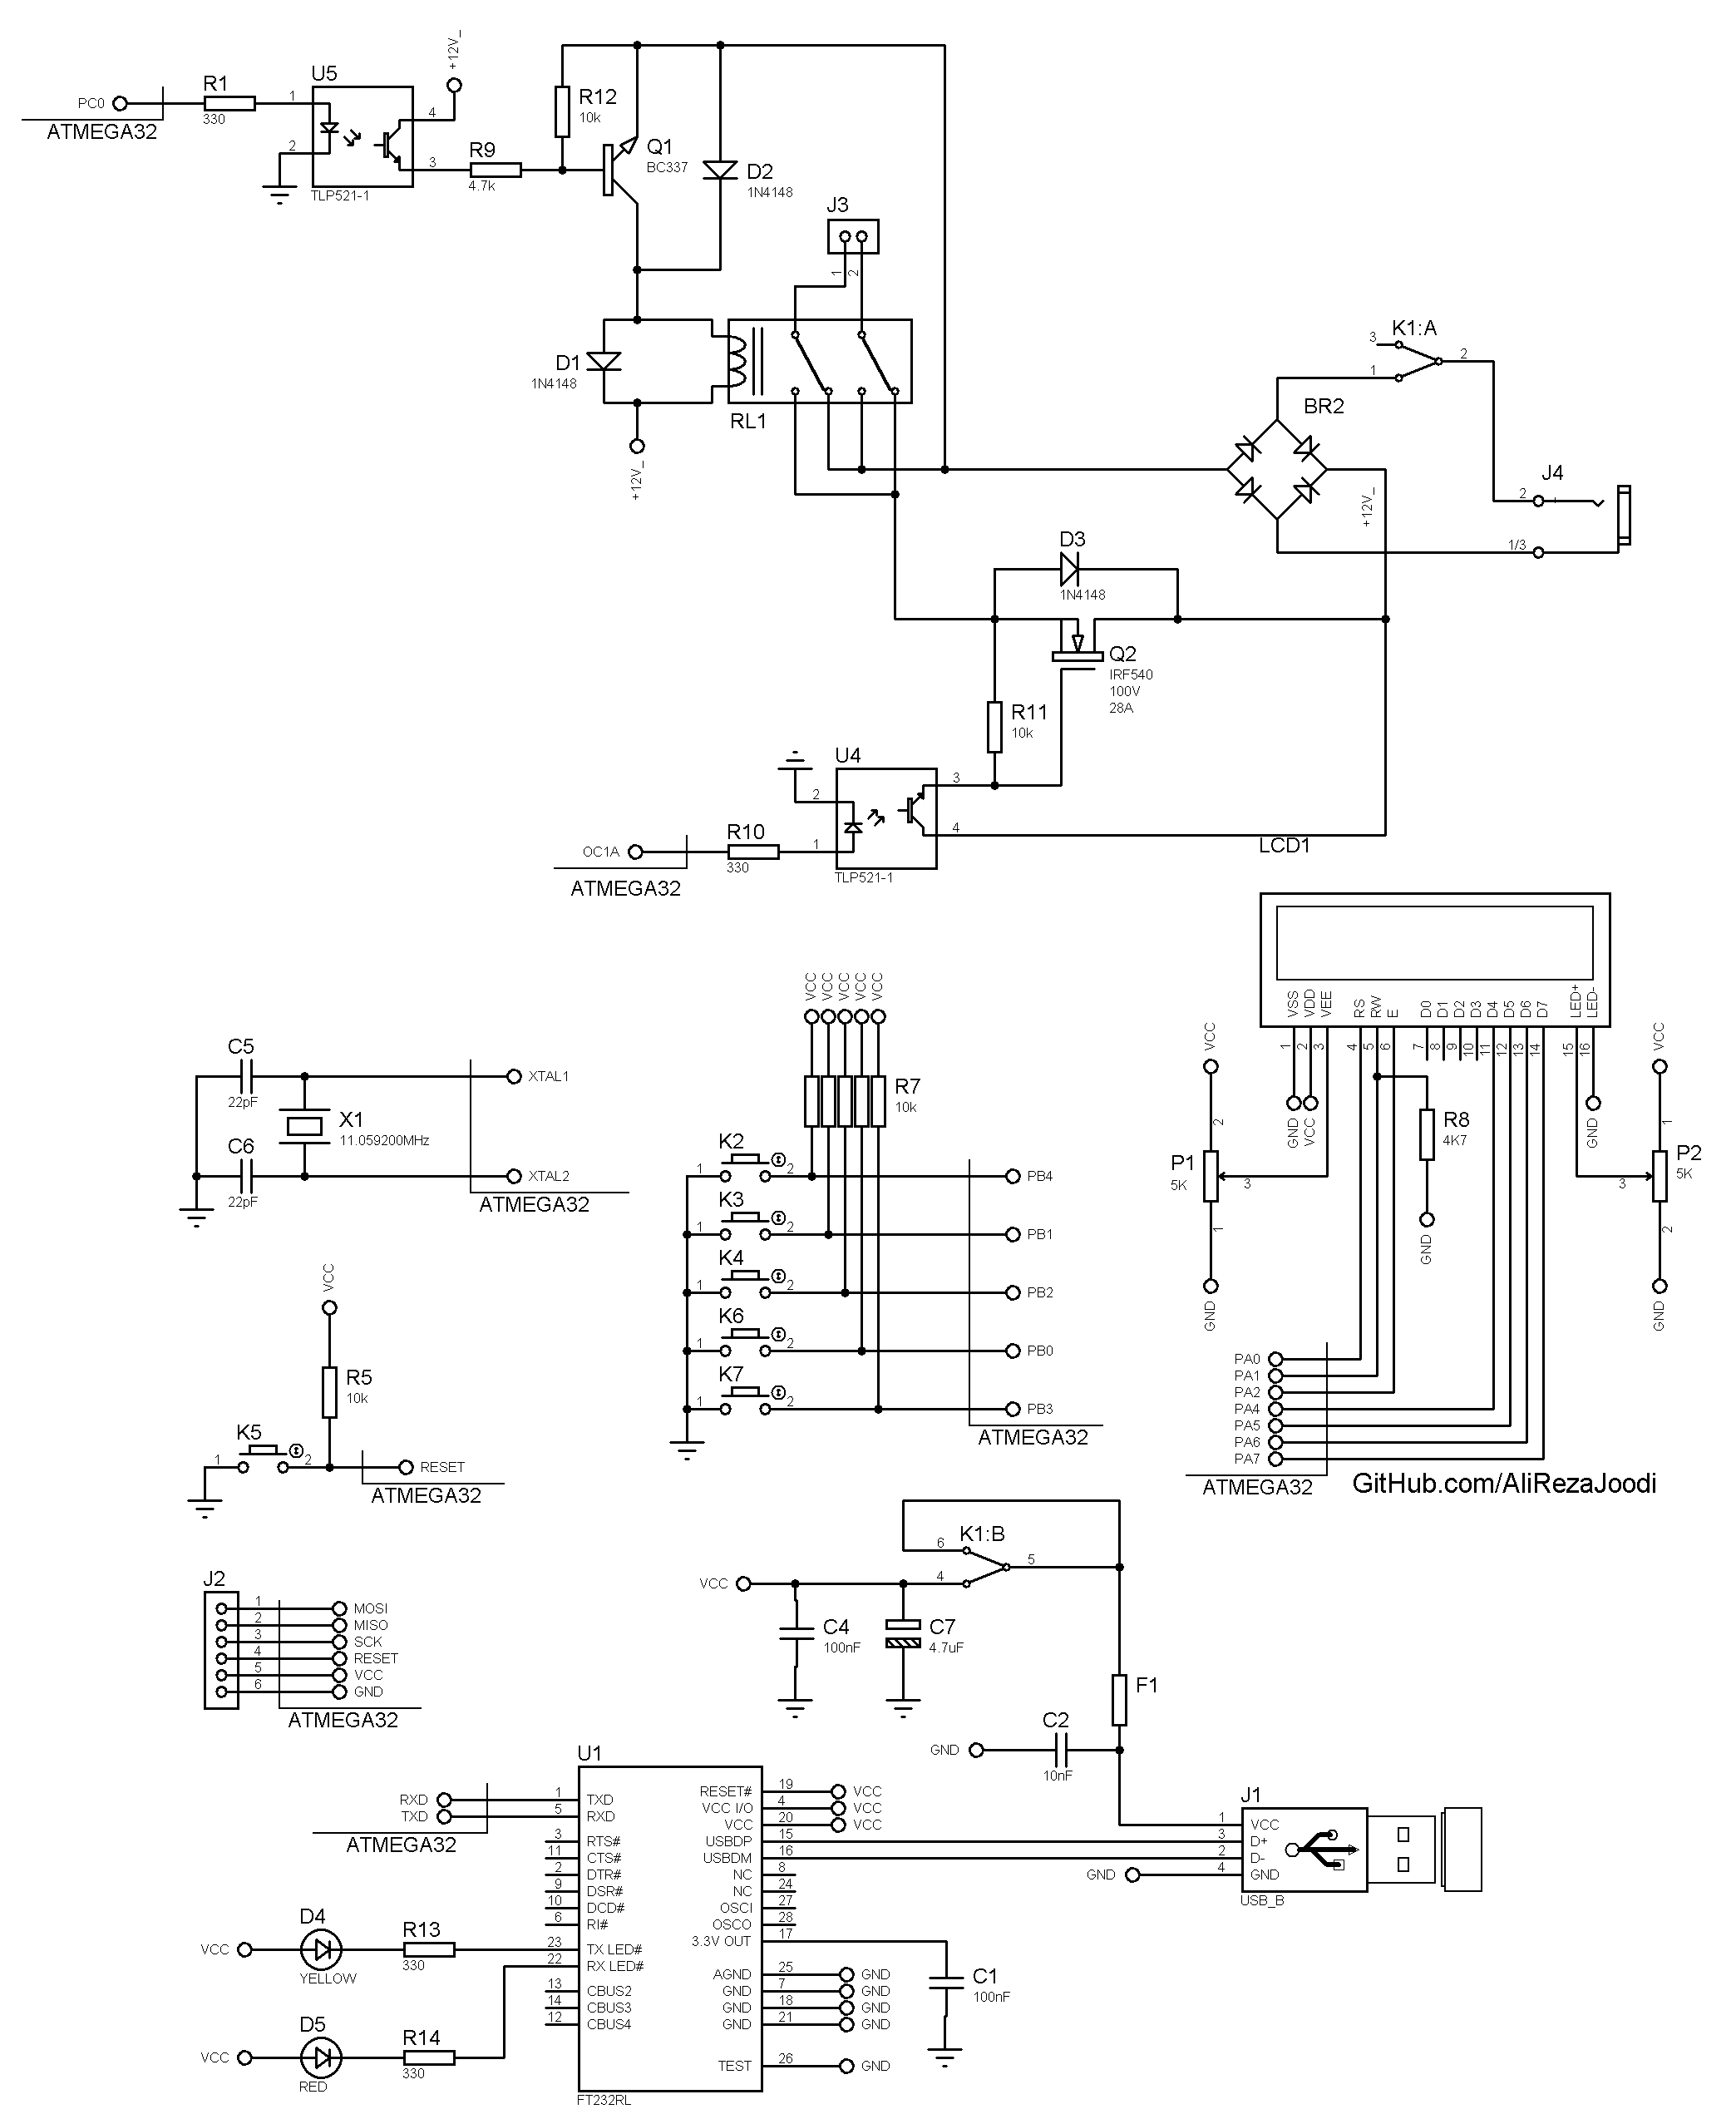 PC0
ATMEGA32
R1
330
U5
1
2
4
3
TLP521-1
+12V_
R9
4.7k
R12
10k
Q1
BC337
D2
1N4148
J3
1
2
D1
1N4148
RL1
+12V_
K1:A
3
1
2
BR2
+12V_
J4
2
1/3
D3
1N4148
Q2
IRF540
100V
28A
R11
10k
U4
2
1
3
4
TLP521-1
R10
330
OC1A
ATMEGA32
LCD1
VSS
VDD
VEE
RS
RW
E
D0
D1
D2
D3
D4
D5
D6
D7
LED+
LED-
1
2
3
4
5
6
7
8
9
10
11
12
13
14
15
16
GND
VCC
GND
VCC
2
P1
5K
3
1
GND
R8
4K7
GND
VCC
1
P2
5K
3
2
GND
PA0
PA1
PA2
PA4
PA5
PA6
PA7
ATMEGA32
GitHub.com/AliRezaJoodi
C5
22pF
C6
22pF
X1
11.059200MHz
XTAL1
XTAL2
ATMEGA32
VCC
VCC
VCC
VCC
VCC
R7
10k
K2
1
2
PB4
K3
1
2
PB1
K4
1
2
PB2
K6
1
2
PB0
K7
1
2
PB3
ATMEGA32
VCC
R5
10k
K5
1
2
RESET
ATMEGA32
J2
1
2
3
4
5
6
MOSI
MISO
SCK
RESET
VCC
GND
ATMEGA32
K1:B
6
4
5
VCC
C4
100nF
C7
4.7uF
F1
C2
10nF
GND
J1
1
3
2
4
VCC
D+
D-
GND
USB_B
GND
U1
RXD
TXD
ATMEGA32
1 TXD
5 RXD
3 RTS#
11 CTS#
2 DTR#
9 DSR#
10 DCD#
6 RI#
23 TX LED#
22 RX LED#
13 CBUS2
14 CBUS3
12 CBUS4
RESET# 19 VCC
VCC I/O 4 VCC
VCC 20 VCC
USBDP 15
USBDM 16
NC 8
NC 24
OSCI 27
OSCO 28
3.3V OUT 17
AGND 25 GND
GND 7 GND
GND 18 GND
GND 21 GND
TEST 26 GND
FT232RL
C1
100nF
VCC
D4
YELLOW
R13
330
VCC
D5
RED
R14
330